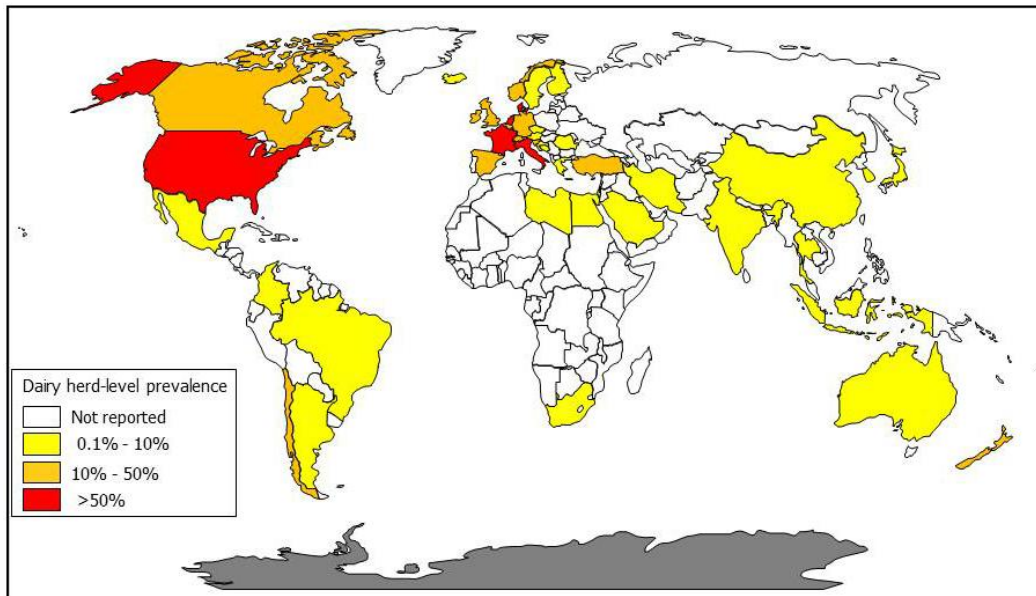 Dairy herd-level prevalence
Not reported
0.1% - 10%
10% - 50%
>50%